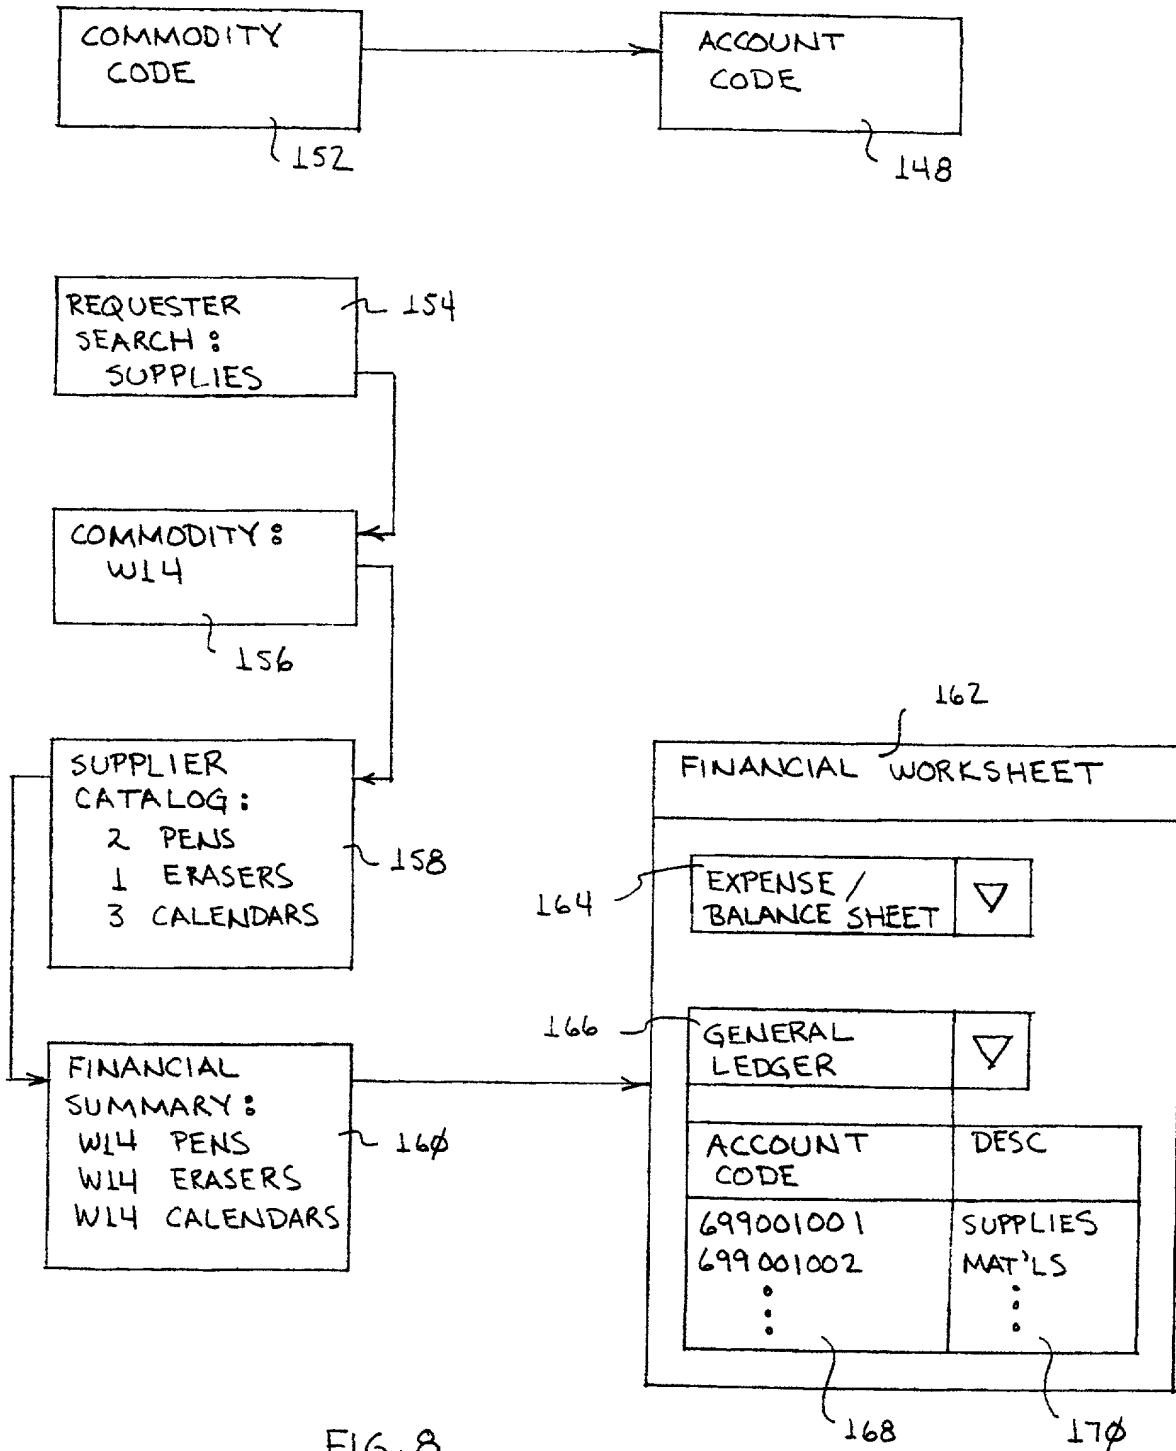 COMMODITY
CODE
152
ACCOUNT
CODE
148
REQUESTER
SEARCH:
SUPPLIES
154
COMMODITY:
W14
156
SUPPLIER
CATALOG:
2 PENS
1 ERASERS
3 CALENDARS
158
FINANCIAL
SUMMARY:
W14 PENS
W14 ERASERS
W14 CALENDARS
160
162
FINANCIAL WORKSHEET
164
EXPENSE/
BALANCE SHEET
166
GENERAL
LEDGER
ACCOUNT
CODE
DESC
699001001 SUPPLIES
699001002 MAT'LS
168
170
FIG. 8